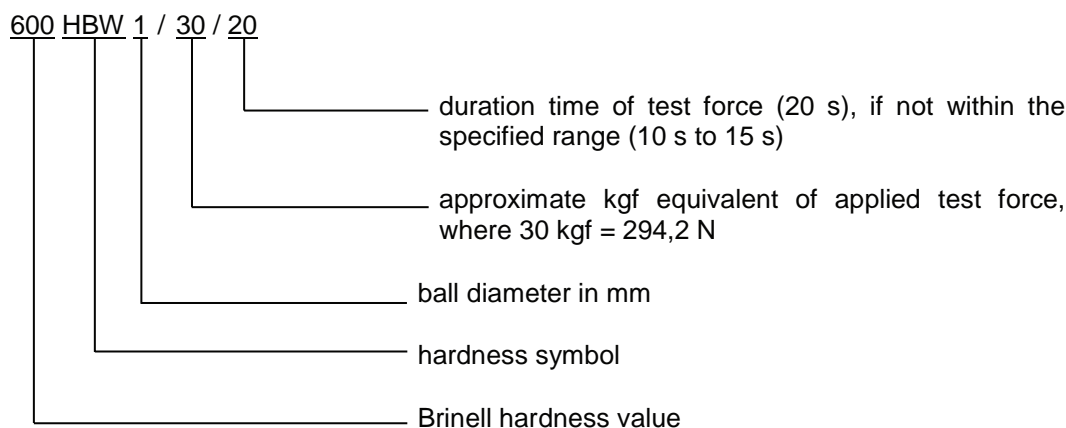 600 HBW 1 / 30 / 20
duration time of test force (20 s), if not within the
specified range (10 s to 15 s)
approximate kgf equivalent of applied test force,
where 30 kgf = 294,2 N
ball diameter in mm
hardness symbol
Brinell hardness value